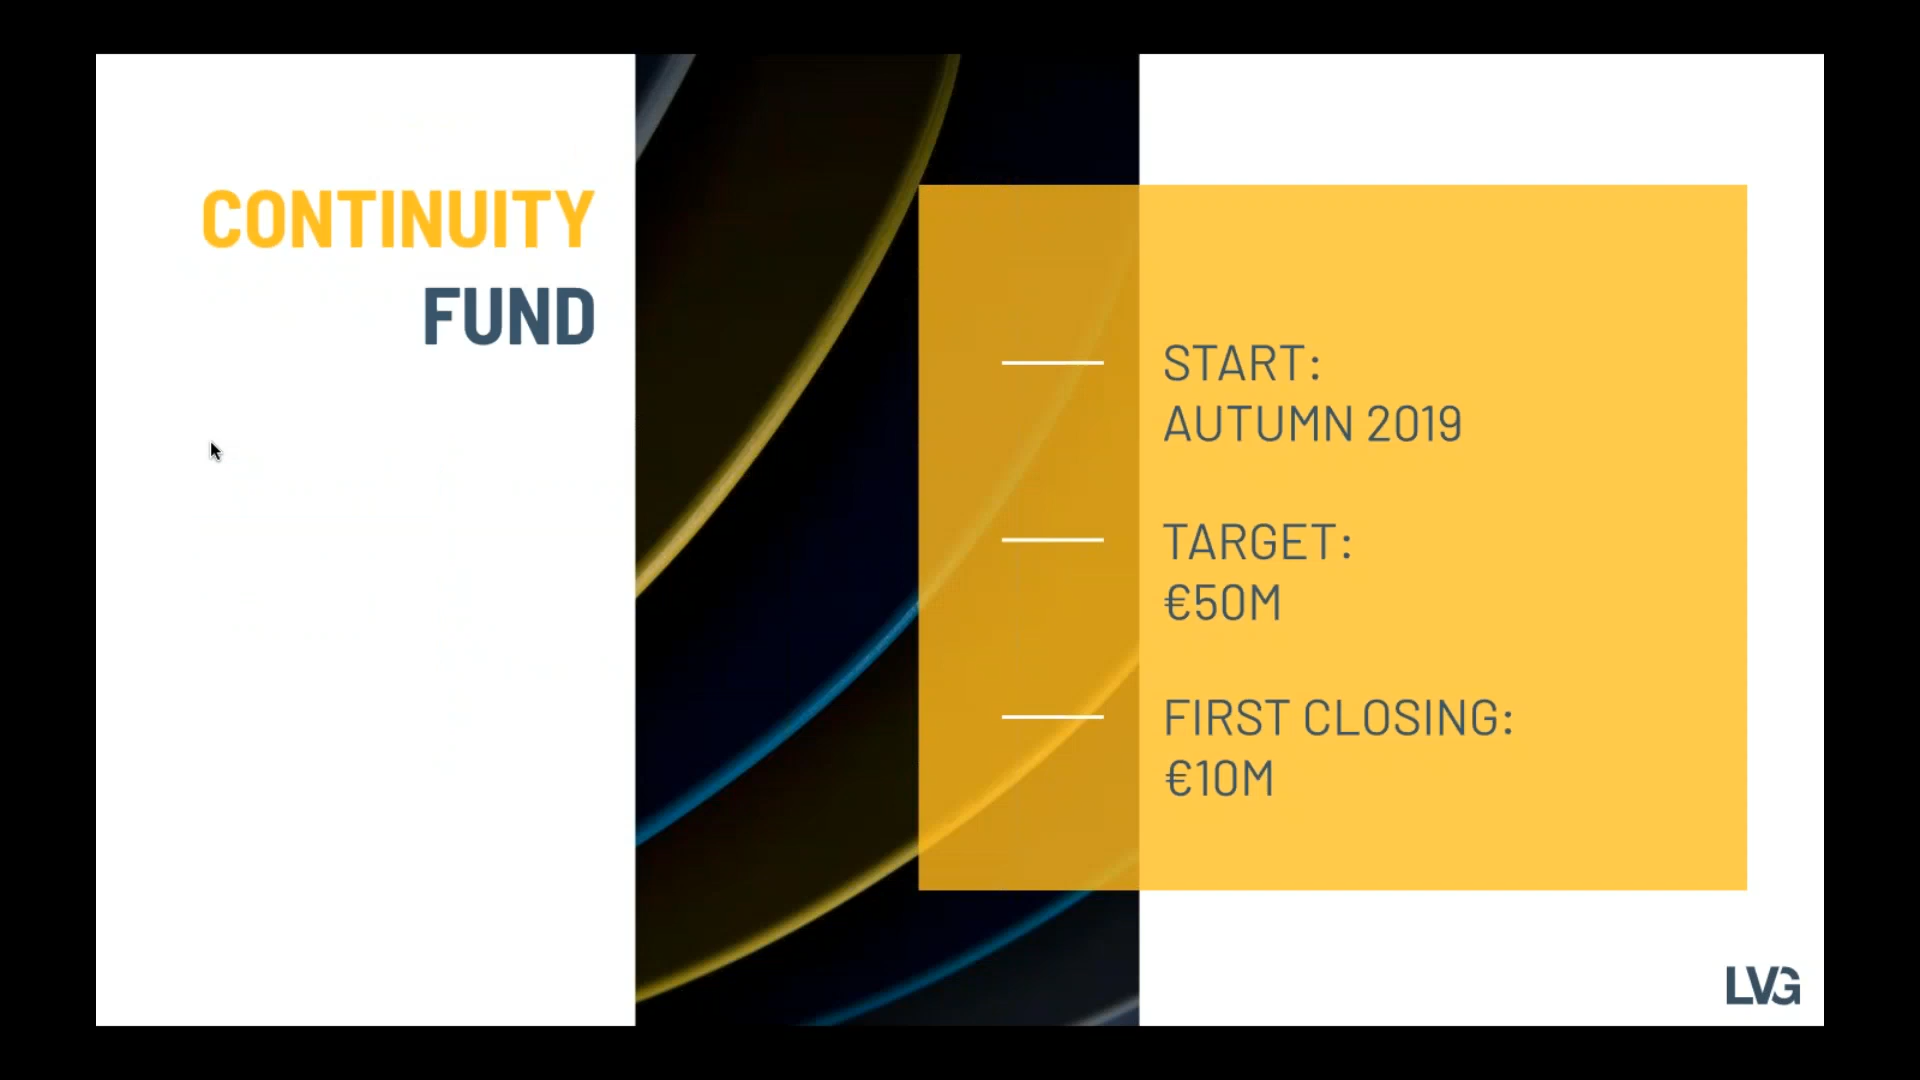 CONTINUITY
FUND
START:
AUTUMN 2019
TARGET:
€50M
FIRST CLOSING:
€10M
LVG